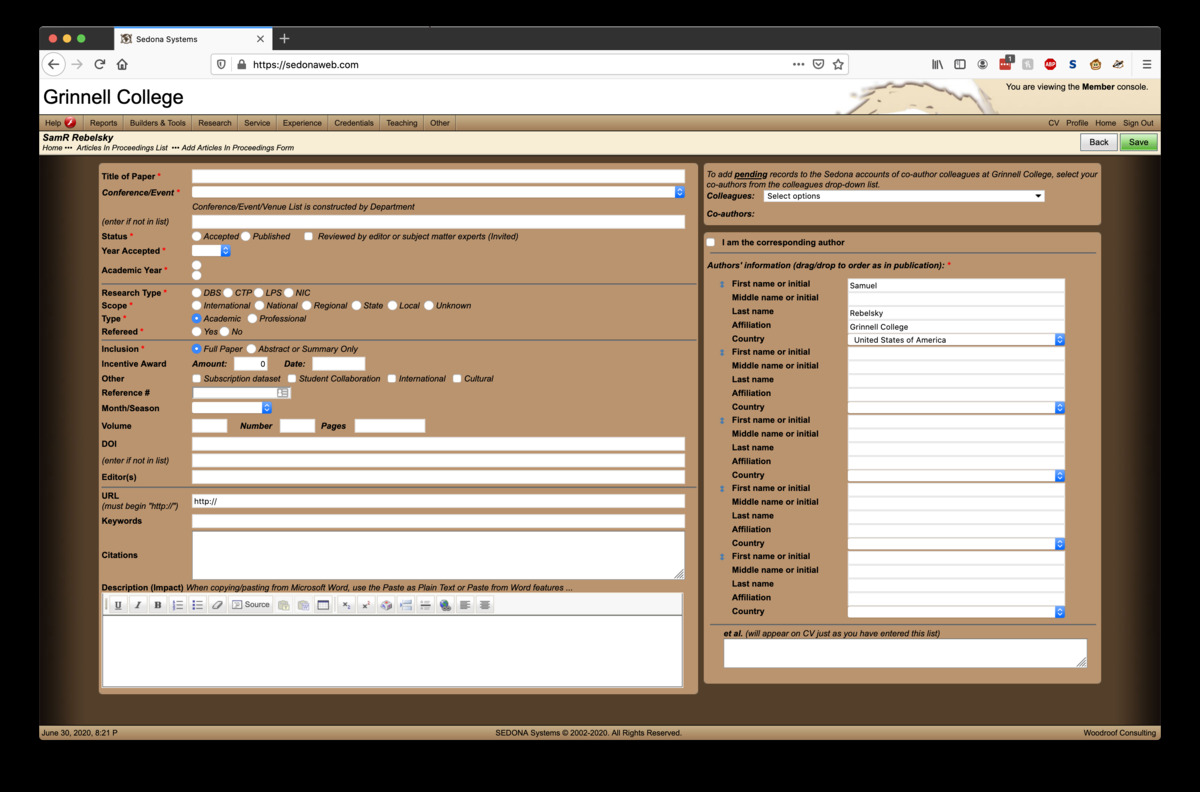 Sedona Systems
https://sedonaweb.com
1
ABP
S
Grinnell College
You are viewing the Member console.
Help Reports Builders & Tools Research Service Experience Credentials Teaching Other CV Profile Home Sign Out
SamR Rebelsky
Home ••• Articles In Proceedings List ••• Add Articles In Proceedings Form
Back Save
Title of Paper *
Conference/Event *
Conference/Event/Venue List is constructed by Department
(enter if not in list)
Status * Accepted Published Reviewed by editor or subject matter experts (Invited)
Year Accepted *
Academic Year *
Research Type * DBS CTP LPS NIC
Scope * International National Regional State Local Unknown
Type * Academic Professional
Refereed * Yes No
Inclusion * Full Paper Abstract or Summary Only
Incentive Award Amount: 0 Date:
Other Subscription dataset Student Collaboration International Cultural
Reference #
Month/Season
Volume Number Pages
DOI
(enter if not in list)
Editor(s)
URL
(must begin "http://") http://
Keywords
Citations
Description (Impact) When copying/pasting from Microsoft Word, use the Paste as Plain Text or Paste from Word features ...
U I B Source
To add pending records to the Sedona accounts of co-author colleagues at Grinnell College, select your
co-authors from the colleagues drop-down list.
Colleagues: Select options
Co-authors:
I am the corresponding author
Authors' information (drag/drop to order as in publication): *
First name or initial Samuel
Middle name or initial
Last name Rebelsky
Affiliation Grinnell College
Country United States of America
First name or initial
Middle name or initial
Last name
Affiliation
Country
First name or initial
Middle name or initial
Last name
Affiliation
Country
First name or initial
Middle name or initial
Last name
Affiliation
Country
First name or initial
Middle name or initial
Last name
Affiliation
Country
et al. (will appear on CV just as you have entered this list)
June 30, 2020, 8:21 P SEDONA Systems © 2002-2020. All Rights Reserved. Woodroof Consulting